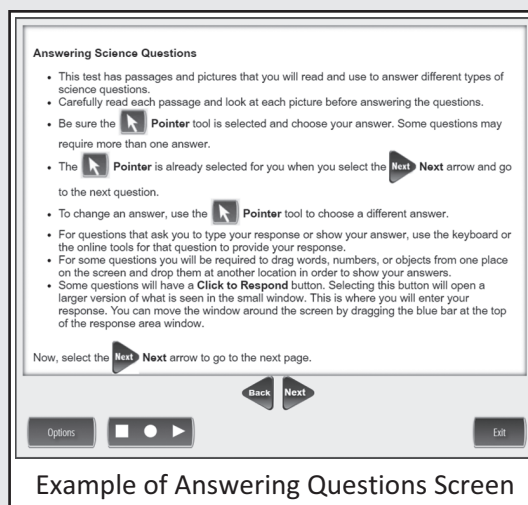 Answering Science Questions
• This test has passages and pictures that you will read and use to answer different types of
science questions.
• Carefully read each passage and look at each picture before answering the questions.
• Be sure the Pointer tool is selected and choose your answer. Some questions may
require more than one answer.
• The Pointer is already selected for you when you select the Next Next arrow and go
to the next question.
• To change an answer, use the Pointer tool to choose a different answer.
• For questions that ask you to type your response or show your answer, use the keyboard or
the online tools for that question to provide your response.
• For some questions you will be required to drag words, numbers, or objects from one place
on the screen and drop them at another location in order to show your answers.
• Some questions will have a Click to Respond button. Selecting this button will open a
larger version of what is seen in the small window. This is where you will enter your
response. You can move the window around the screen by dragging the blue bar at the top
of the response area window.
Now, select the Next Next arrow to go to the next page.
Back Next
Options Exit
Example of Answering Questions Screen